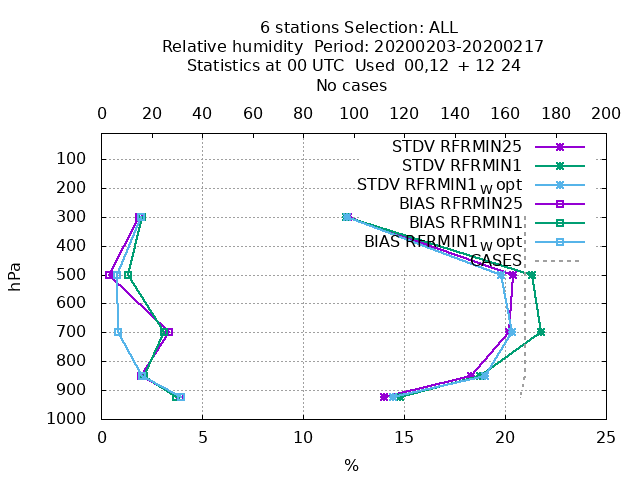 6 stations Selection: ALL
Relative humidity  Period: 20200203-20200217
Statistics at 00 UTC  Used  00,12  + 12 24
No cases
0 20 40 60 80 100 120 140 160 180 200
STDV RFRMIN25
STDV RFRMIN1
STDV RFRMIN1_w opt
BIAS RFRMIN25
BIAS RFRMIN1
BIAS RFRMIN1_w opt
CASES
100
200
300
400
500
600
700
800
900
1000
hPa
0 5 10 15 20 25
%